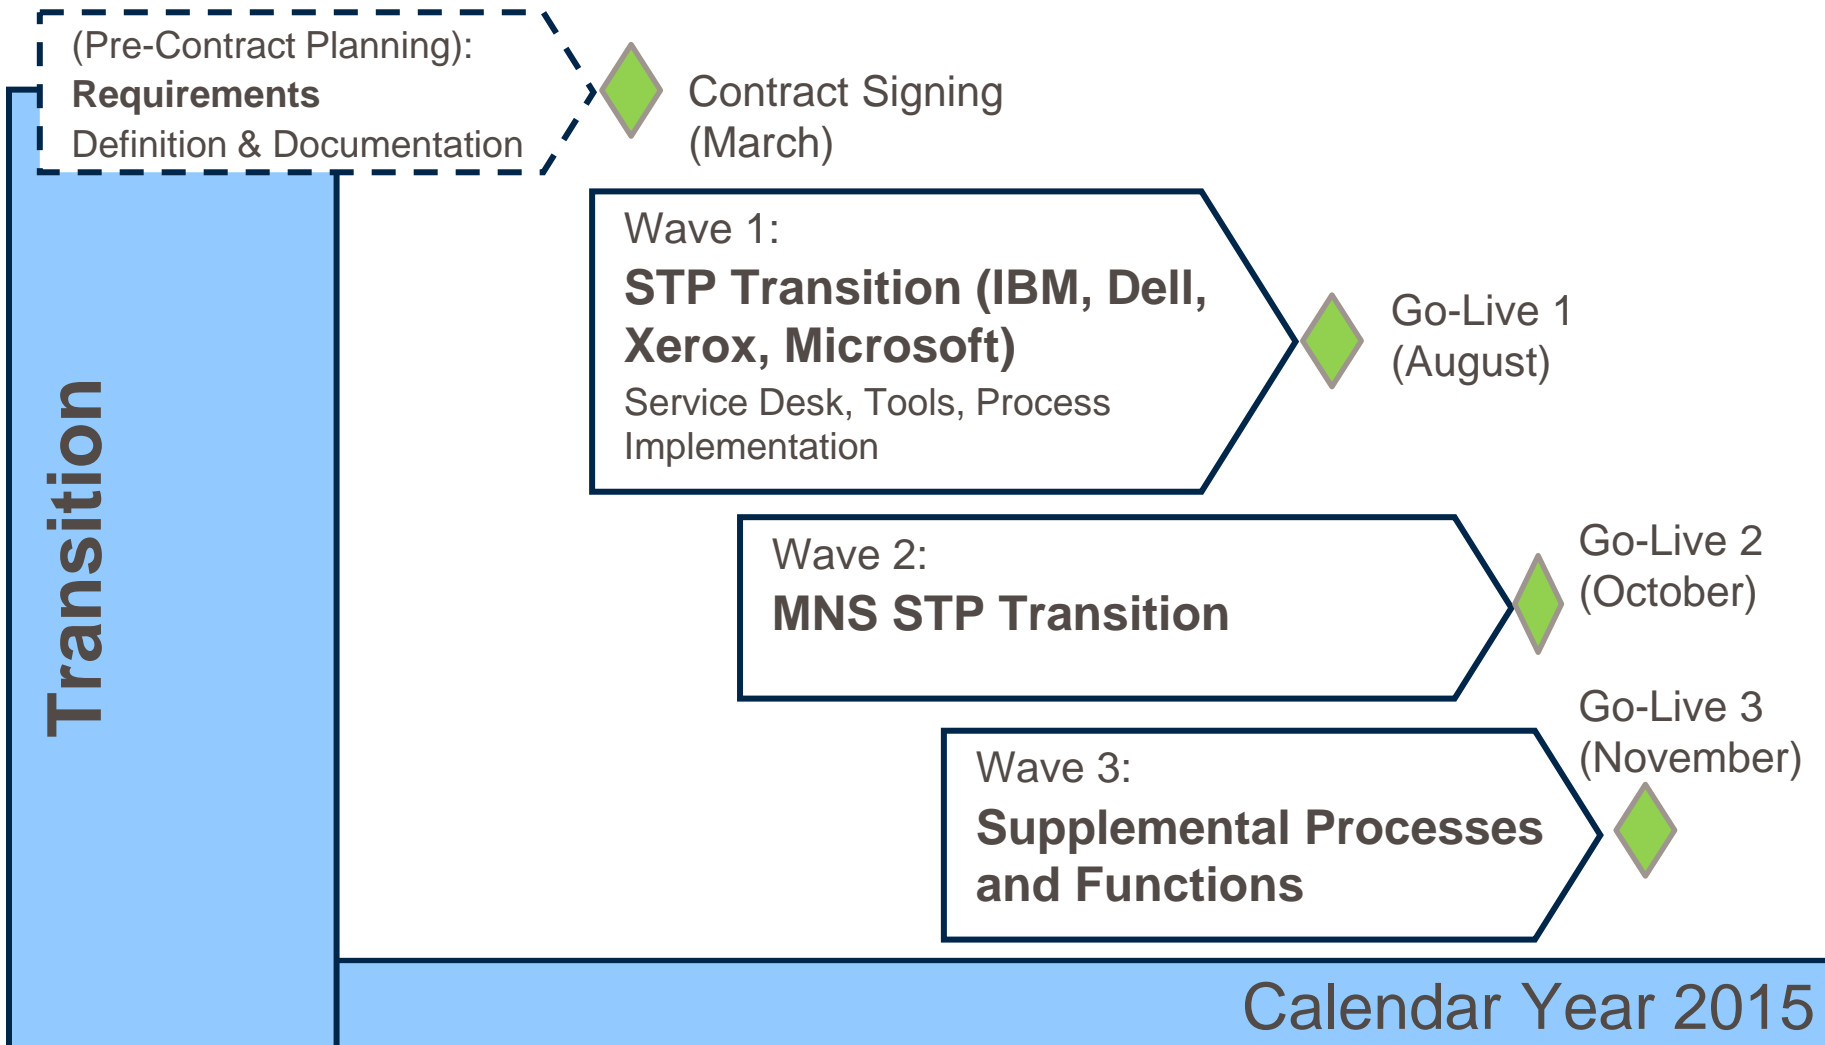 (Pre-Contract Planning):
Requirements
Definition & Documentation
Contract Signing
(March)
Transition
Wave 1:
STP Transition (IBM, Dell,
Xerox, Microsoft)
Service Desk, Tools, Process
Implementation
Go-Live 1
(August)
Wave 2:
MNS STP Transition
Go-Live 2
(October)
Wave 3:
Supplemental Processes
and Functions
Go-Live 3
(November)
Calendar Year 2015